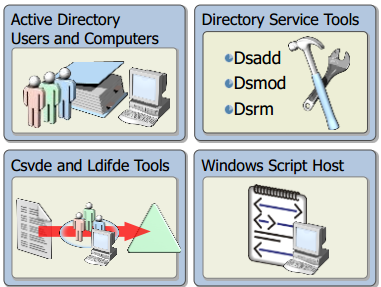 Active Directory
Users and Computers
Directory Service Tools
Dsadd
Dsmod
Dsrm
Csvde and Ldifde Tools
Windows Script Host